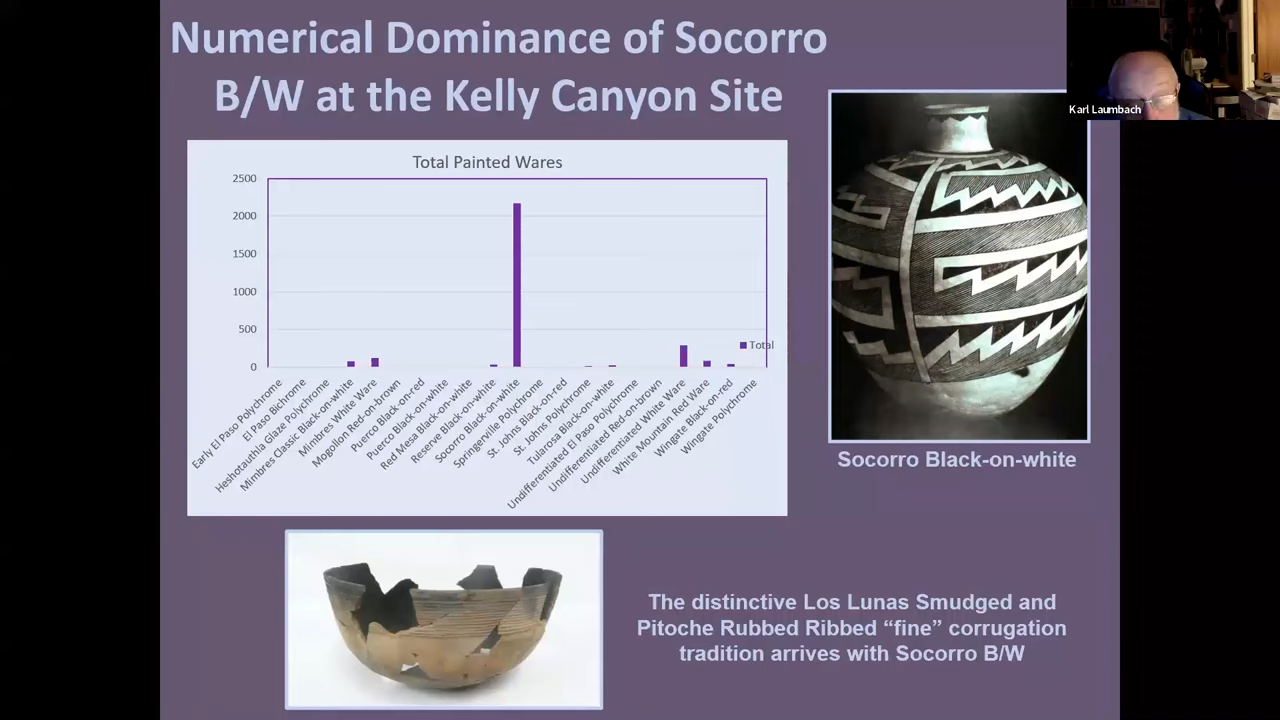 Numerical Dominance of Socorro
B/W at the Kelly Canyon Site
Karl Laumbach
Total Painted Wares
2500
2000
1500
1000
500
0
Total
Early El Paso Polychrome
El Paso Bichrome
Heshotauthla Glaze Polychrome
Mimbres Classic Black-on-white
Mimbres White Ware
Mogollon Red-on-brown
Puerco Black-on-red
Puerco Black-on-white
Red Mesa Black-on-white
Reserve Black-on-white
Socorro Black-on-white
Springerville Polychrome
St. Johns Black-on-red
St. Johns Polychrome
Tularosa Black-on-white
Undifferentiated El Paso Polychrome
Undifferentiated Red-on-brown
Undifferentiated White Ware
White Mountain Red Ware
Wingate Black-on-red
Wingate Polychrome
Socorro Black-on-white
The distinctive Los Lunas Smudged and
Pitoche Rubbed Ribbed “fine” corrugation
tradition arrives with Socorro B/W